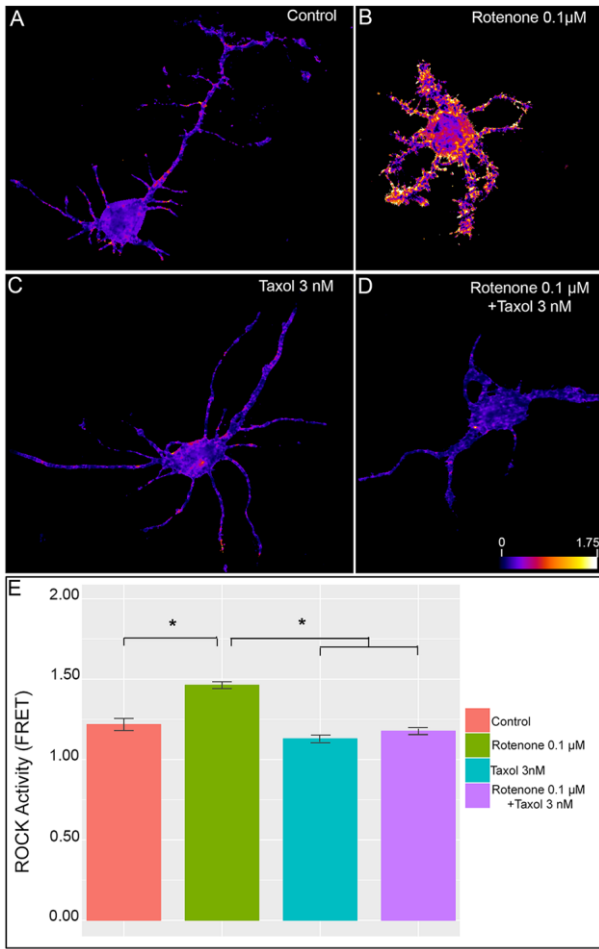 A
Control
B
Rotenone 0.1µM
C
Taxol 3 nM
D
Rotenone 0.1 µM
+Taxol 3 nM
0
1.75
E
2.00
1.50
1.00
0.50
0.00
ROCK Activity (FRET)
*
*
Control
Rotenone 0.1 µM
Taxol 3nM
Rotenone 0.1 µM
+Taxol 3 nM